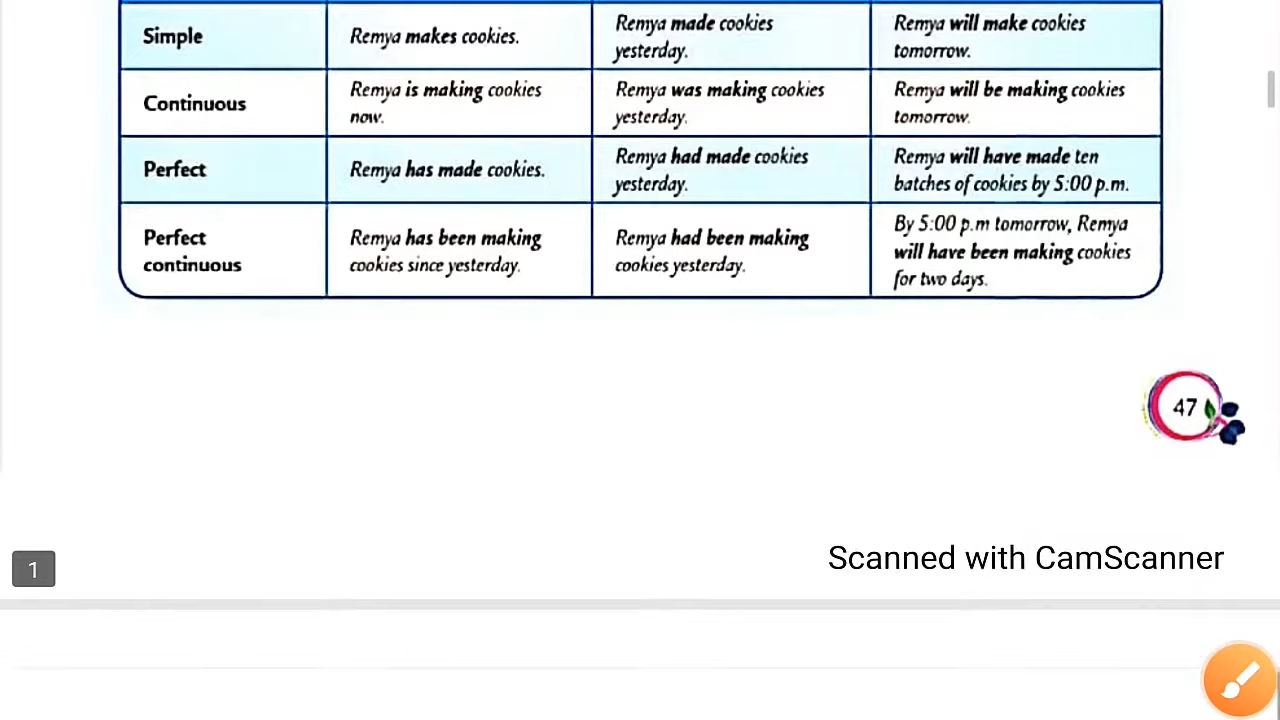 Simple
Remya makes cookies.
Remya made cookies
yesterday.
Remya will make cookies
tomorrow.
Continuous
Remya is making cookies
now.
Remya was making cookies
yesterday.
Remya will be making cookies
tomorrow.
Perfect
Remya has made cookies.
Remya had made cookies
yesterday.
Remya will have made ten
batches of cookies by 5:00 p.m.
Perfect
continuous
Remya has been making
cookies since yesterday.
Remya had been making
cookies yesterday.
By 5:00 p.m tomorrow, Remya
will have been making cookies
for two days.
47
1
Scanned with CamScanner